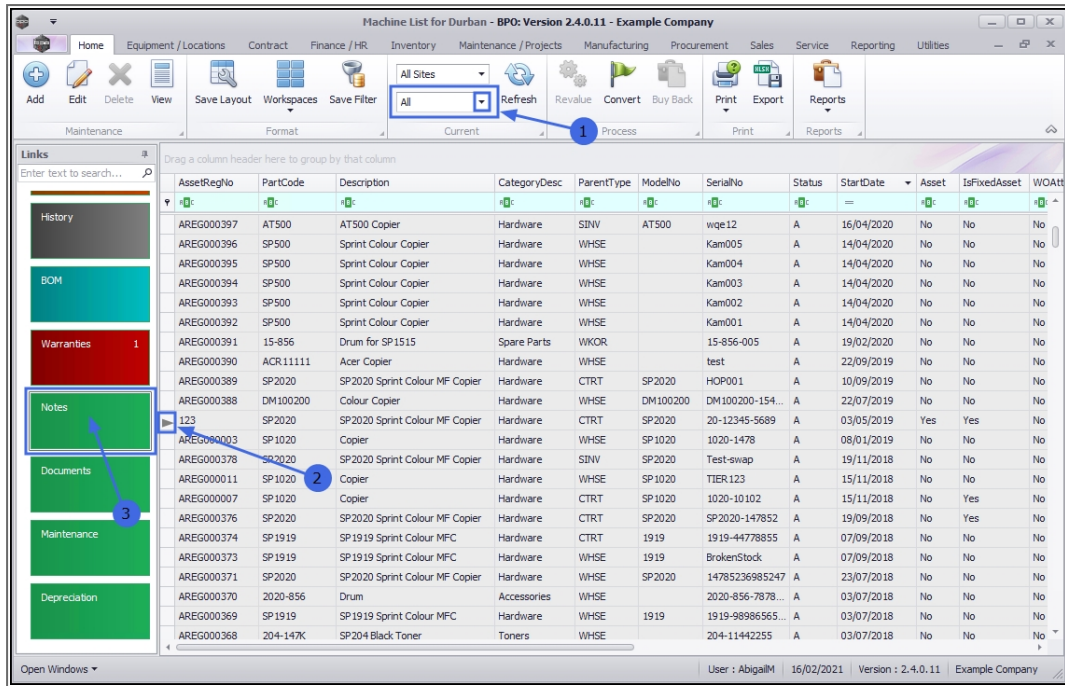 Machine List for Durban - BPO: Version 2.4.0.11 - Example Company
Home Equipment / Locations Contract Finance / HR Inventory Maintenance / Projects Manufacturing Procurement Sales Service Reporting Utilities
All Sites
All
Add Edit Delete View Save Layout Workspaces Save Filter Refresh Revalue Convert Buy Back Print Export Reports
Maintenance Format Current Process Print Reports
1
Links
Enter text to search...
History
BOM
Warranties 1
Notes
Documents
Maintenance
Depreciation
3
2
Drag a column header here to group by that column
AssetRegNo PartCode Description CategoryDesc ParentType ModelNo SerialNo Status StartDate Asset IsFixedAsset WOAtt
AREG000397 AT500 AT500 Copier Hardware SINV AT500 wqe12 A 16/04/2020 No No No
AREG000396 SP500 Sprint Colour Copier Hardware WHSE Kam005 A 14/04/2020 No No No
AREG000395 SP500 Sprint Colour Copier Hardware WHSE Kam004 A 14/04/2020 No No No
AREG000394 SP500 Sprint Colour Copier Hardware WHSE Kam003 A 14/04/2020 No No No
AREG000393 SP500 Sprint Colour Copier Hardware WHSE Kam002 A 14/04/2020 No No No
AREG000392 SP500 Sprint Colour Copier Hardware WHSE Kam001 A 14/04/2020 No No No
AREG000391 15-856 Drum for SP1515 Spare Parts WKOR 15-856-005 A 19/02/2020 No No No
AREG000390 ACR11111 Acer Copier Hardware WHSE test A 22/09/2019 No No No
AREG000389 SP2020 SP2020 Sprint Colour MF Copier Hardware CTRT SP2020 HOP001 A 10/09/2019 No No No
AREG000388 DM100200 Colour Copier Hardware WHSE DM100200 DM100200-154... A 22/07/2019 No No No
123 SP2020 SP2020 Sprint Colour MF Copier Hardware CTRT SP2020 20-12345-5689 A 03/05/2019 Yes Yes No
AREG000003 SP1020 Copier Hardware WHSE SP1020 1020-1478 A 08/01/2019 No No No
AREG000378 SP2020 SP2020 Sprint Colour MF Copier Hardware SINV SP2020 Test-swap A 19/11/2018 No No No
AREG000011 SP1020 Copier Hardware WHSE SP1020 TIER123 A 15/11/2018 No No No
AREG000007 SP1020 Copier Hardware CTRT SP1020 1020-10102 A 15/11/2018 No Yes No
AREG000376 SP2020 SP2020 Sprint Colour MF Copier Hardware CTRT SP2020 SP2020-147852 A 19/09/2018 No Yes No
AREG000374 SP1919 SP1919 Sprint Colour MFC Hardware CTRT 1919 1919-44778855 A 07/09/2018 No No No
AREG000373 SP1919 SP1919 Sprint Colour MFC Hardware WHSE 1919 BrokenStock A 07/09/2018 No No No
AREG000371 SP2020 SP2020 Sprint Colour MF Copier Hardware WHSE SP2020 14785236985247 A 23/07/2018 No No No
AREG000370 2020-856 Drum Accessories WHSE 2020-856-7878... A 03/07/2018 No No No
AREG000369 SP1919 SP1919 Sprint Colour MFC Hardware WHSE 1919 1919-98986565... A 03/07/2018 No No No
AREG000368 204-147K SP204 Black Toner Toners WHSE 204-11442255 A 03/07/2018 No No No
Open Windows User : AbigailM 16/02/2021 Version : 2.4.0.11 Example Company